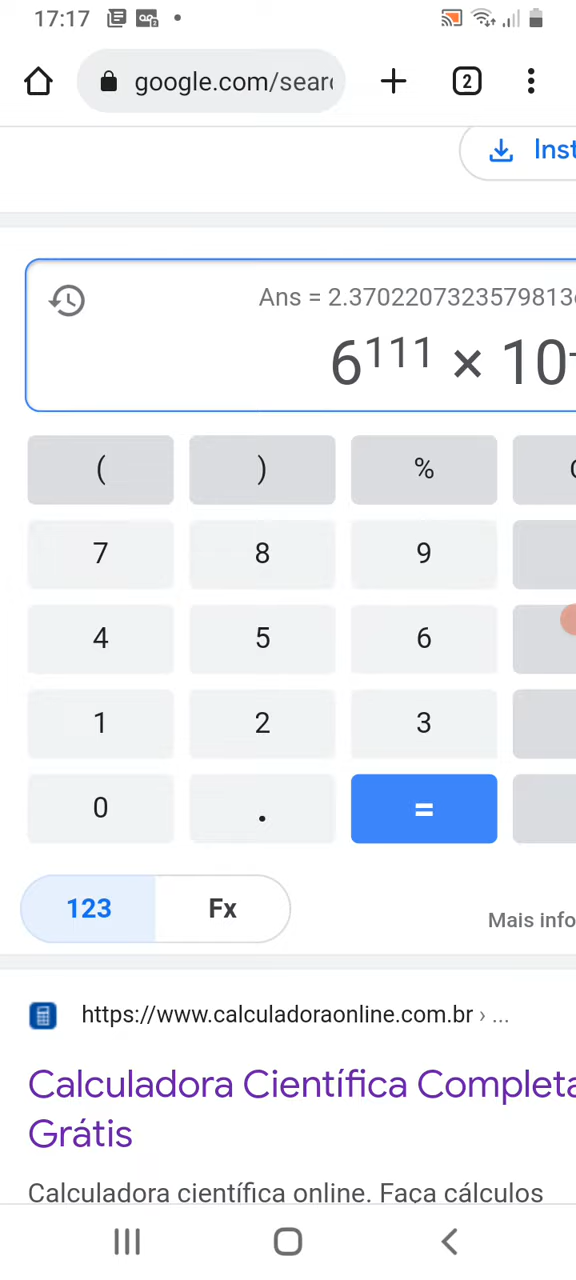 17:17
google.com/sear
2
Inst
Ans = 2.3702207323579813
6¹¹¹ × 10
( ) %
7 8 9
4 5 6
1 2 3
0 . =
123 Fx
Mais info
https://www.calculadoraonline.com.br › ...
Calculadora Científica Completa
Grátis
Calculadora científica online. Faça cálculos